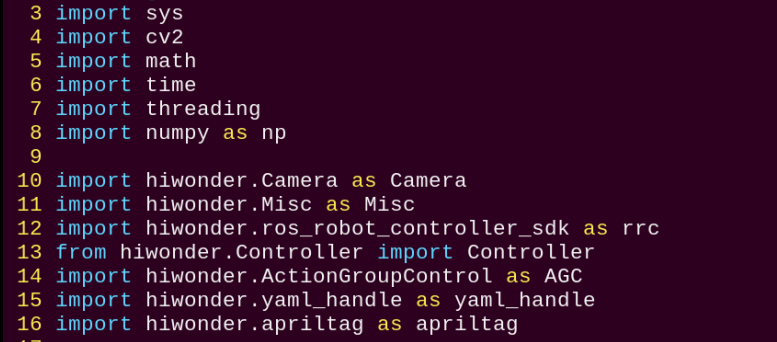 3 import sys
4 import cv2
5 import math
6 import time
7 import threading
8 import numpy as np
9
10 import hiwonder.Camera as Camera
11 import hiwonder.Misc as Misc
12 import hiwonder.ros_robot_controller_sdk as rrc
13 from hiwonder.Controller import Controller
14 import hiwonder.ActionGroupControl as AGC
15 import hiwonder.yaml_handle as yaml_handle
16 import hiwonder.apriltag as apriltag